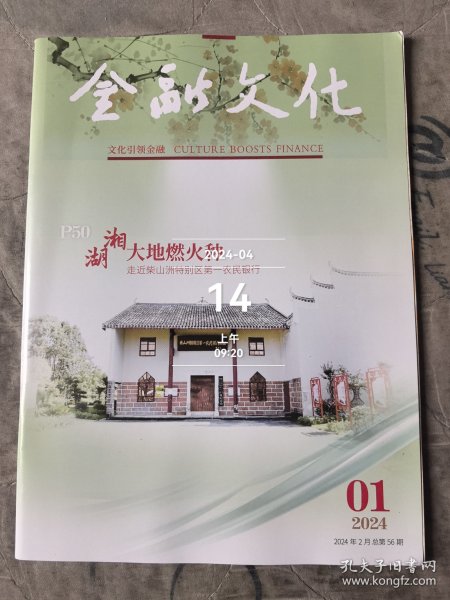 金融文化
文化引领金融 CULTURE BOOSTS FINANCE
P50
湘湖大地燃火种
走近柴山洲特别区第一农民银行
2024-04
14
上午
09:20
01
2024
2024年2月总第56期
孔夫子旧书网
www.kongfz.com